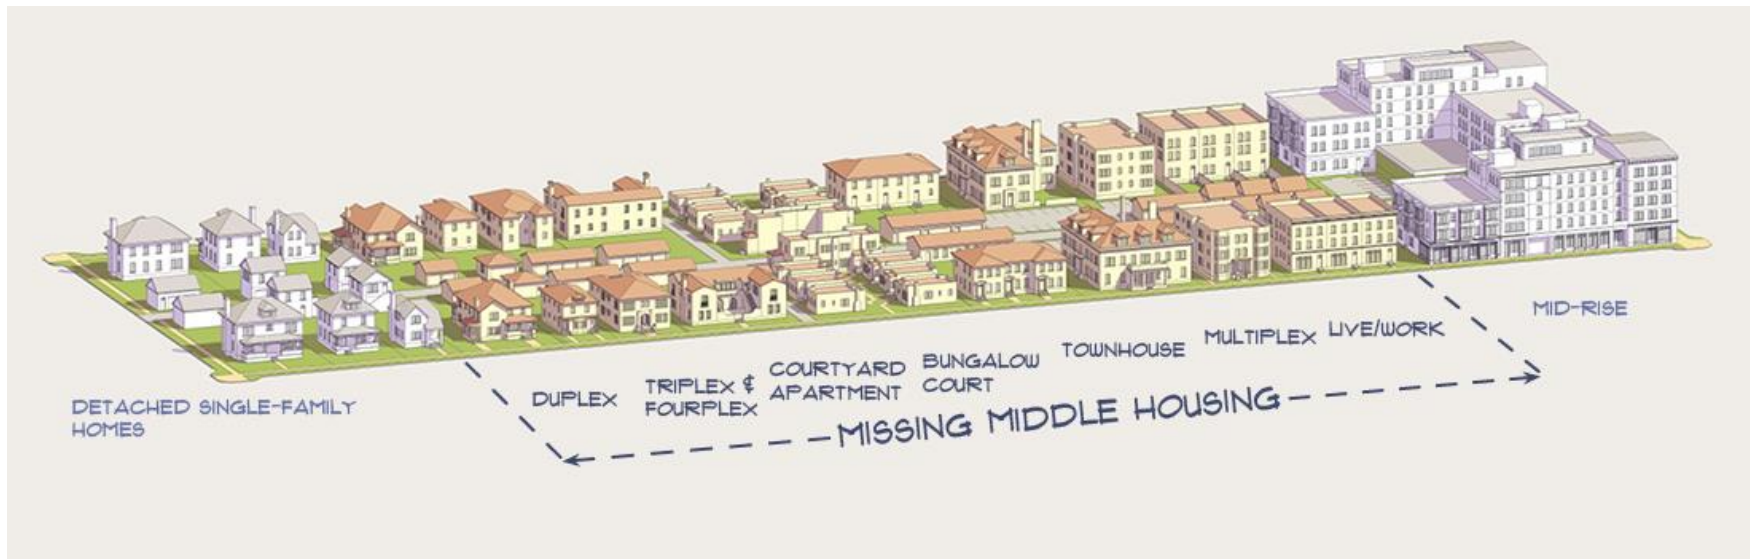 DETACHED SINGLE-FAMILY
HOMES
DUPLEX
TRIPLEX &
FOURPLEX
COURTYARD
APARTMENT
BUNGALOW
COURT
TOWNHOUSE
MULTIPLEX
LIVE/WORK
MID-RISE
MISSING MIDDLE HOUSING